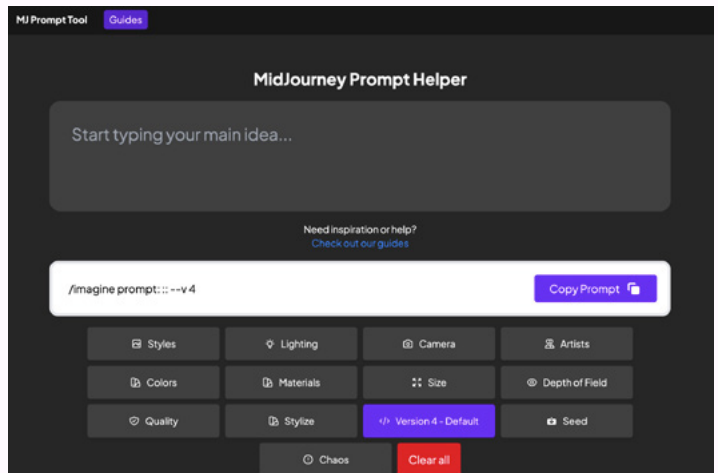 MJ Prompt Tool Guides
MidJourney Prompt Helper
Start typing your main idea...
Need inspiration or help?
Check out our guides
/imagine prompt: :: --v 4 Copy Prompt
Styles Lighting Camera Artists
Colors Materials Size Depth of Field
Quality Stylize </> Version 4 - Default Seed
Chaos Clear all